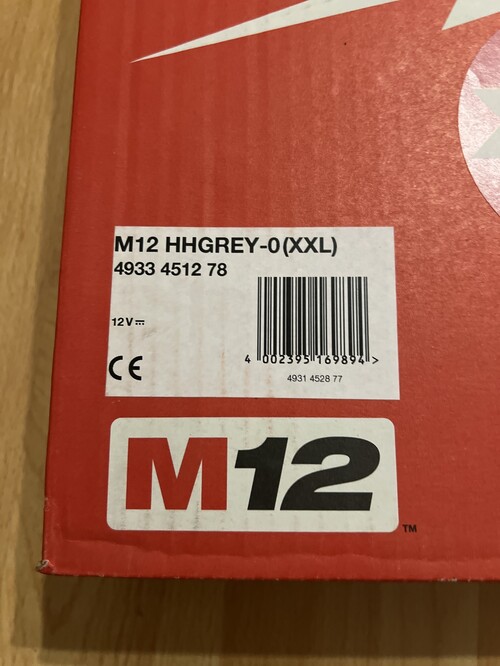 M12 HHGREY-0(XXL)
4933 4512 78
12V
CE
4 002395 169894 >
4931 4528 77
M12
TM